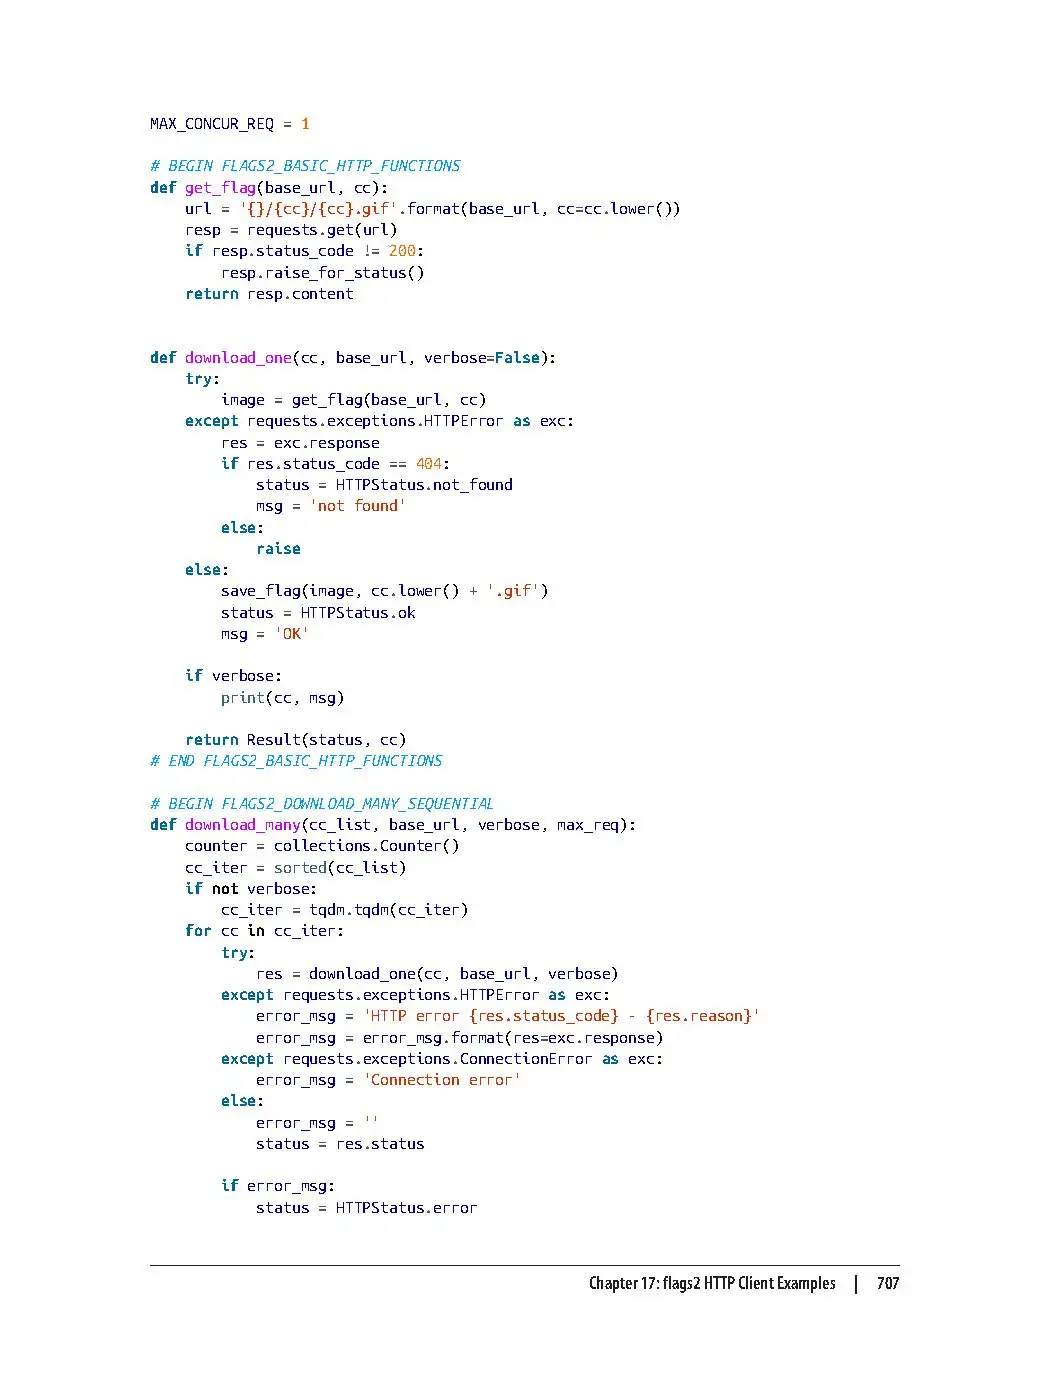 MAX_CONCUR_REQ = 1

# BEGIN FLAGS2_BASIC_HTTP_FUNCTIONS
def get_flag(base_url, cc):
    url = '{}/{cc}/{cc}.gif'.format(base_url, cc=cc.lower())
    resp = requests.get(url)
    if resp.status_code != 200:
        resp.raise_for_status()
    return resp.content


def download_one(cc, base_url, verbose=False):
    try:
        image = get_flag(base_url, cc)
    except requests.exceptions.HTTPError as exc:
        res = exc.response
        if res.status_code == 404:
            status = HTTPStatus.not_found
            msg = 'not found'
        else:
            raise
    else:
        save_flag(image, cc.lower() + '.gif')
        status = HTTPStatus.ok
        msg = 'OK'

    if verbose:
        print(cc, msg)

    return Result(status, cc)
# END FLAGS2_BASIC_HTTP_FUNCTIONS

# BEGIN FLAGS2_DOWNLOAD_MANY_SEQUENTIAL
def download_many(cc_list, base_url, verbose, max_req):
    counter = collections.Counter()
    cc_iter = sorted(cc_list)
    if not verbose:
        cc_iter = tqdm.tqdm(cc_iter)
    for cc in cc_iter:
        try:
            res = download_one(cc, base_url, verbose)
        except requests.exceptions.HTTPError as exc:
            error_msg = 'HTTP error {res.status_code} - {res.reason}'
            error_msg = error_msg.format(res=exc.response)
        except requests.exceptions.ConnectionError as exc:
            error_msg = 'Connection error'
        else:
            error_msg = ''
            status = res.status

        if error_msg:
            status = HTTPStatus.error

Chapter 17: flags2 HTTP Client Examples | 707